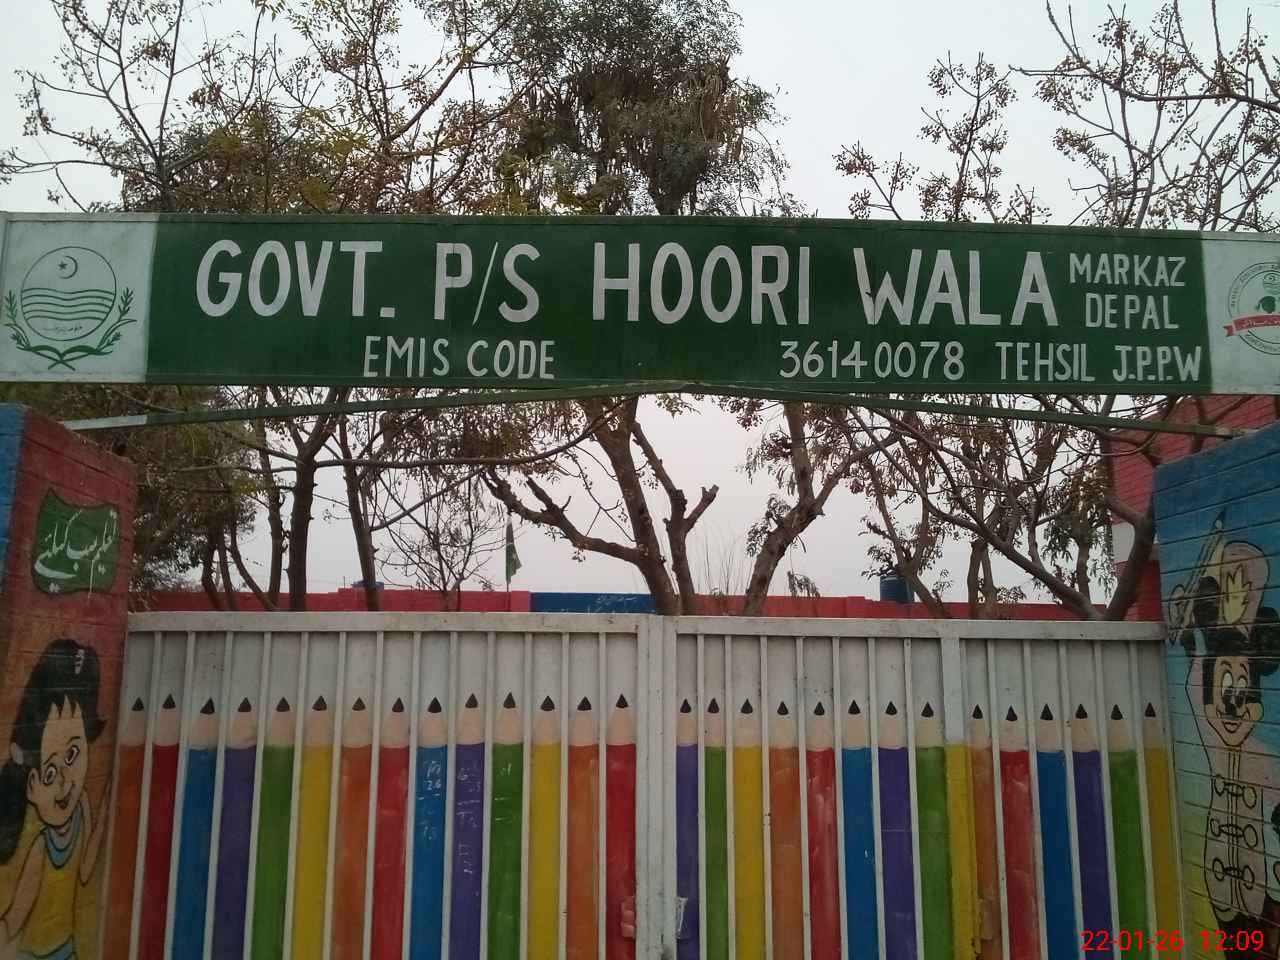 GOVT. P/S HOORI WALA MARKAZ DEPAL
EMIS CODE 36140078 TEHSIL J.P.P.W
تعلیم سب کیلئے
22-01-26 12:09